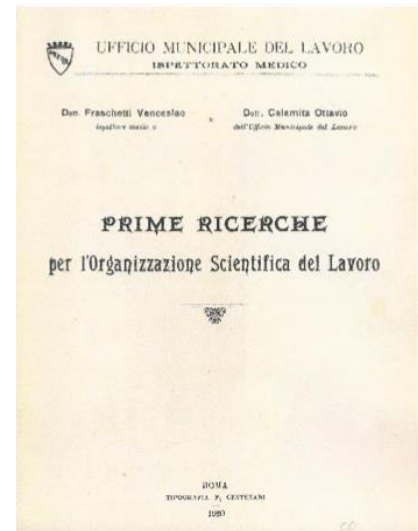 UFFICIO MUNICIPALE DEL LAVORO
ISPETTORATO MEDICO
Dott. Fraschetti Venceslao
Dott. Calamita Ottavio
ispettore medico
dell'Ufficio Municipale del Lavoro
PRIME RICERCHE
per l'Organizzazione Scientifica del Lavoro
ROMA
TIPOGRAFIA F. CENTENARI
1920